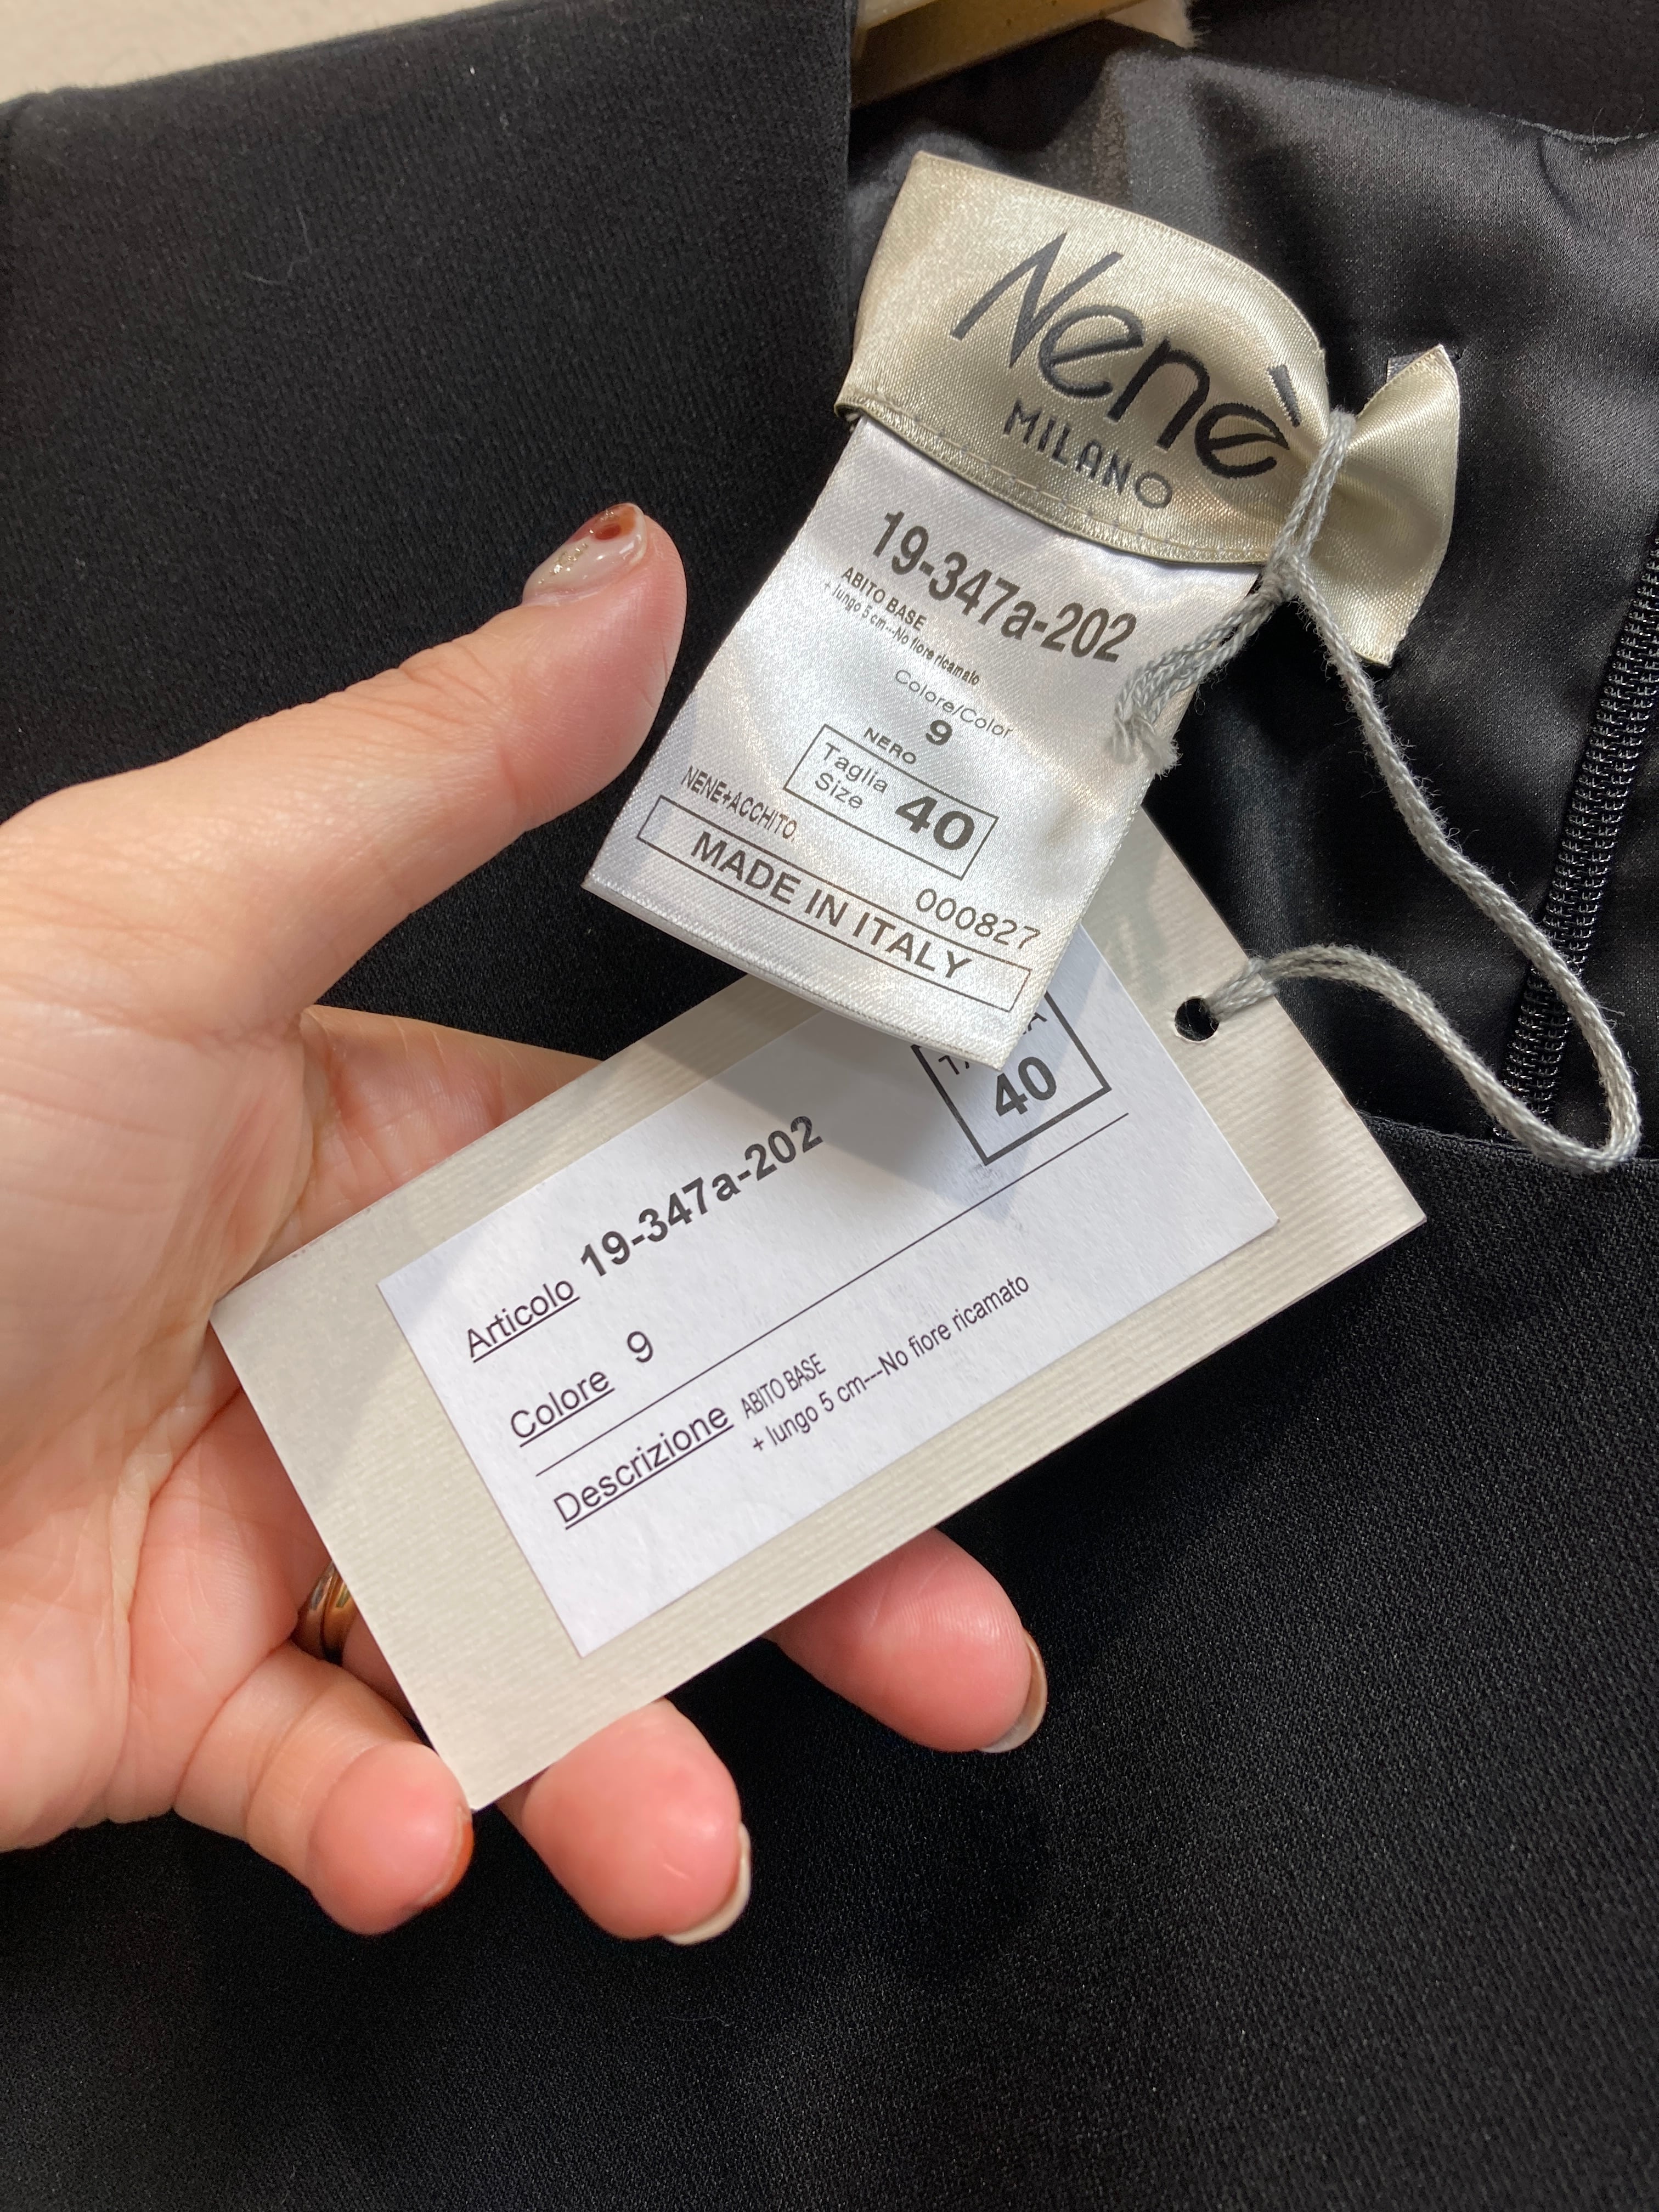 Nenè
MILANO
19-347a-202
ABITO BASE
+ lungo 5 cm---No fiore ricamato
Colore/Color
9
NERO
Taglia
Size
40
NENE+ACCHITO
000827
MADE IN ITALY
40
Articolo 19-347a-202
Colore 9
Descrizione ABITO BASE
+ lungo 5 cm---No fiore ricamato